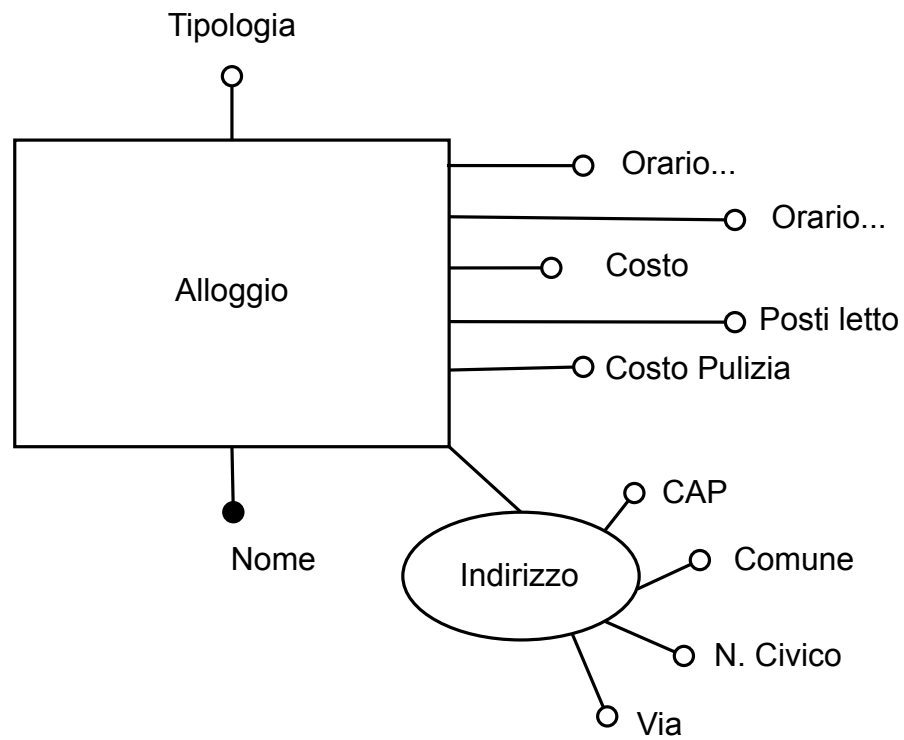 Tipologia
Orario...
Orario...
Costo
Alloggio
Posti letto
Costo Pulizia
CAP
Nome
Comune
Indirizzo
N. Civico
Via